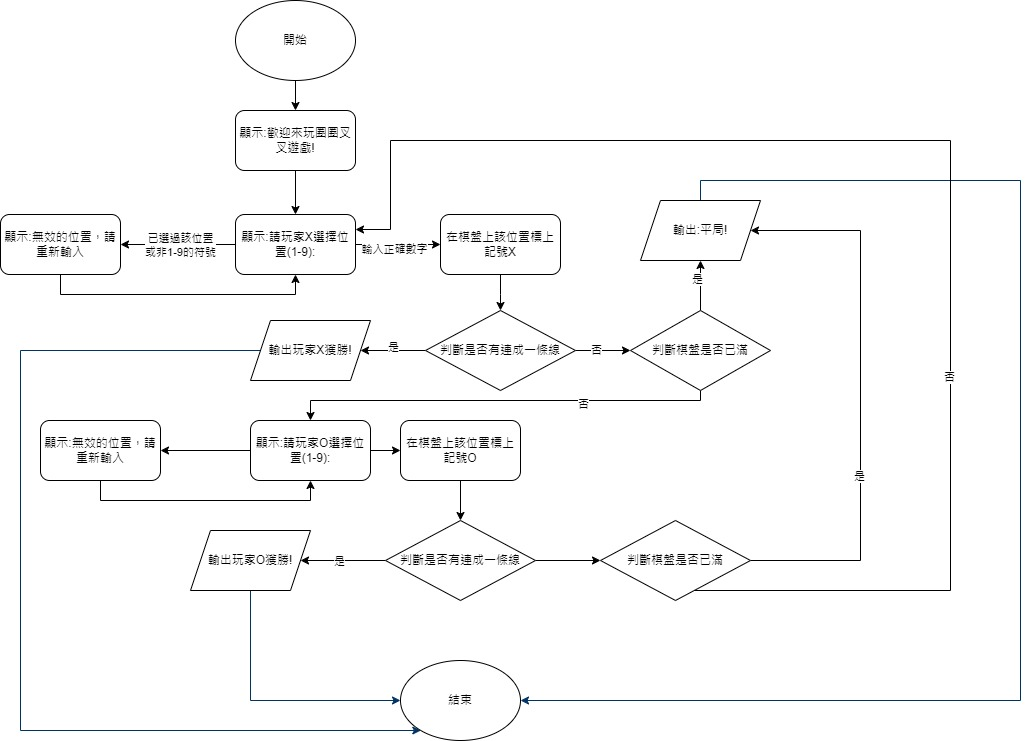 開始
顯示:歡迎來玩圈圈叉
叉遊戲!
顯示:無效的位置，請
重新輸入
已選過該位置
或非1-9的符號
顯示:請玩家X選擇位
置(1-9):
輸入正確數字
在棋盤上該位置標上
記號X
輸出:平局!
是
輸出玩家X獲勝!
是
判斷是否有連成一條線
否
判斷棋盤是否已滿
否
否
顯示:無效的位置，請
重新輸入
顯示:請玩家O選擇位
置(1-9):
在棋盤上該位置標上
記號O
是
輸出玩家O獲勝!
是
判斷是否有連成一條線
判斷棋盤是否已滿
結束